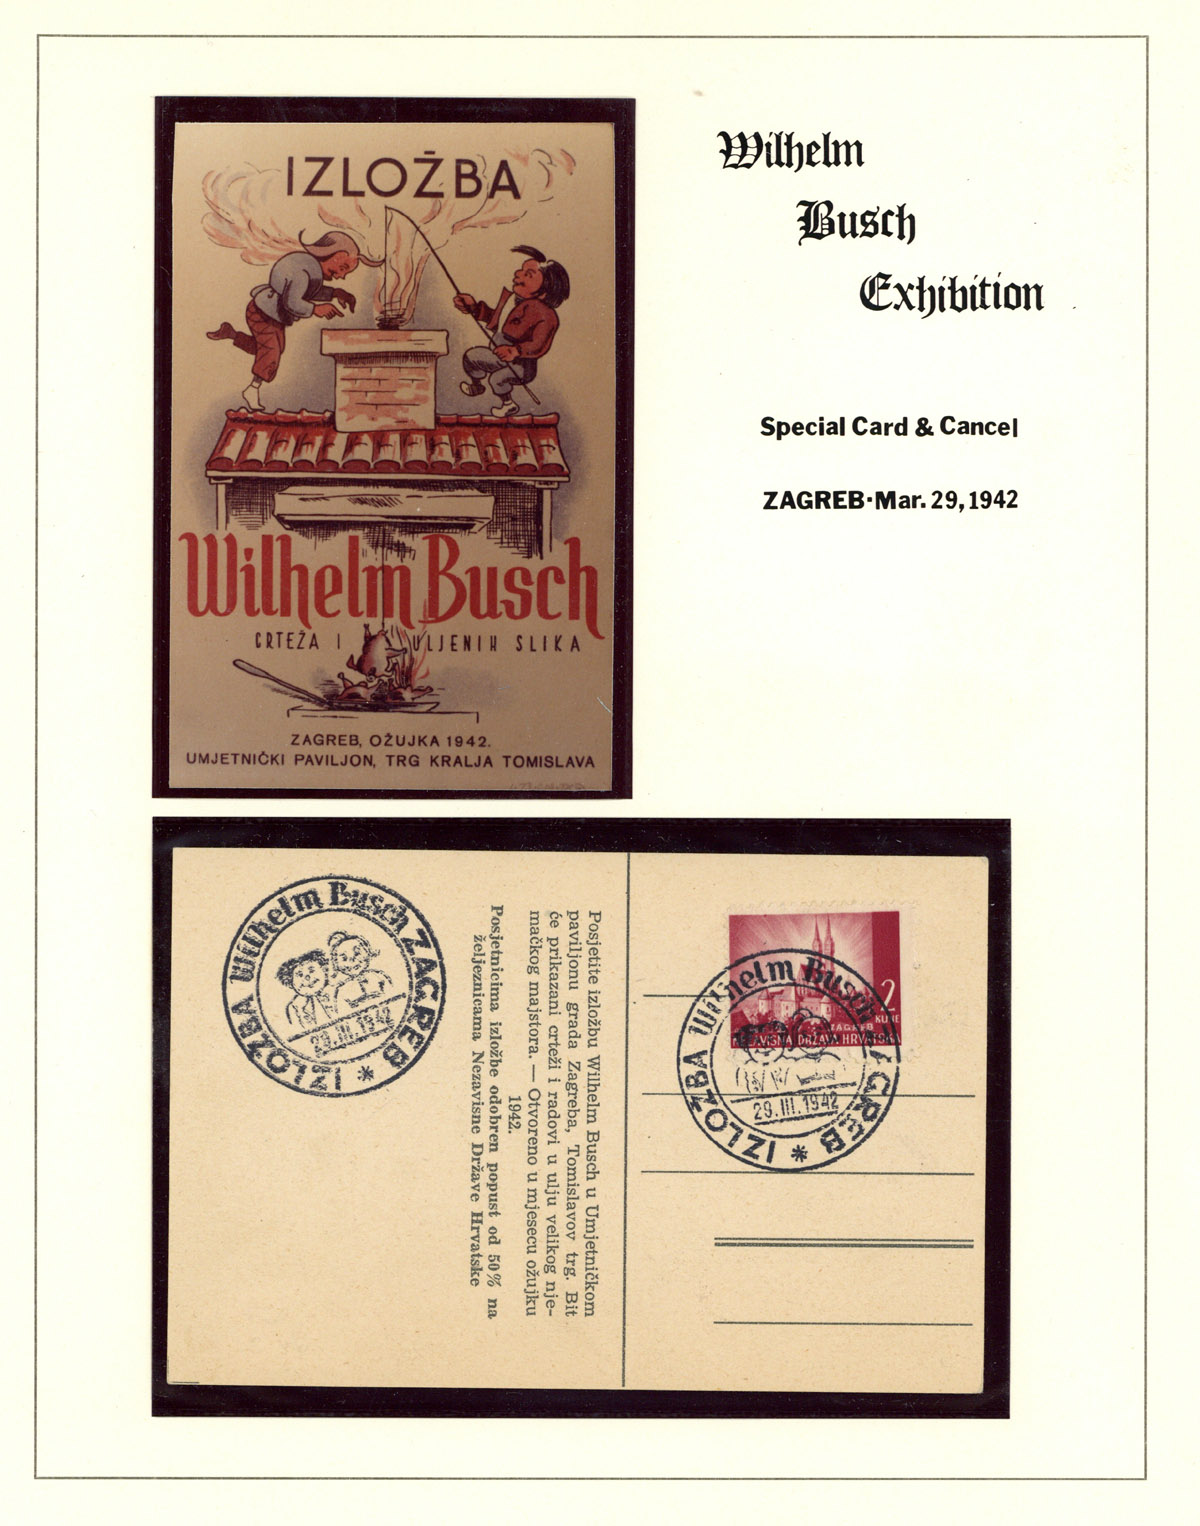 Wilhelm
Busch
Exhibition
Special Card & Cancel
ZAGREB·Mar. 29, 1942
IZLOŽBA
Wilhelm Busch
CRTEŽA I ULJENIH SLIKA
ZAGREB, OŽUJKA 1942.
UMJETNIČKI PAVILJON, TRG KRALJA TOMISLAVA
IZLOŽBA Wilhelm Busch ZAGREB *
29.III.1942
Posjetite izložbu Wilhelm Busch u Umjetničkom
paviljonu grada Zagreba, Tomislavov trg. Bit
će prikazani crteži i radovi u ulju velikog nje-
mačkog majstora. — Otvoreno u mjesecu ožujku
1942.
Posjetnicima izložbe odobren popust od 50% na
željeznicama Nezavisne Države Hrvatske
2
KUNE
ZAGREB
NEZAVISNA DRŽAVA HRVATSKA
IZLOŽBA Wilhelm Busch ZAGREB *
29.III.1942